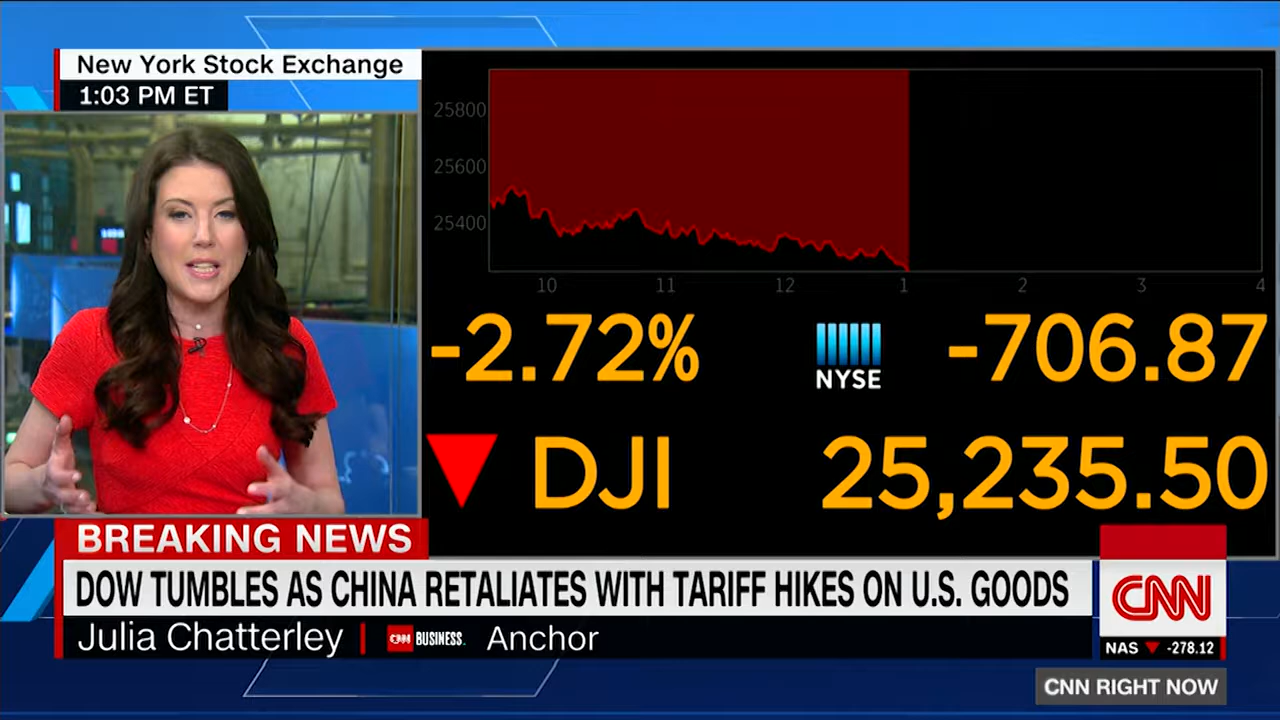 New York Stock Exchange
1:03 PM ET
25800
25600
25400
10 11 12 1 2 3 4
-2.72% NYSE -706.87
DJI 25,235.50
BREAKING NEWS
DOW TUMBLES AS CHINA RETALIATES WITH TARIFF HIKES ON U.S. GOODS
Julia Chatterley | CNN BUSINESS. Anchor
CNN
NAS -278.12
CNN RIGHT NOW